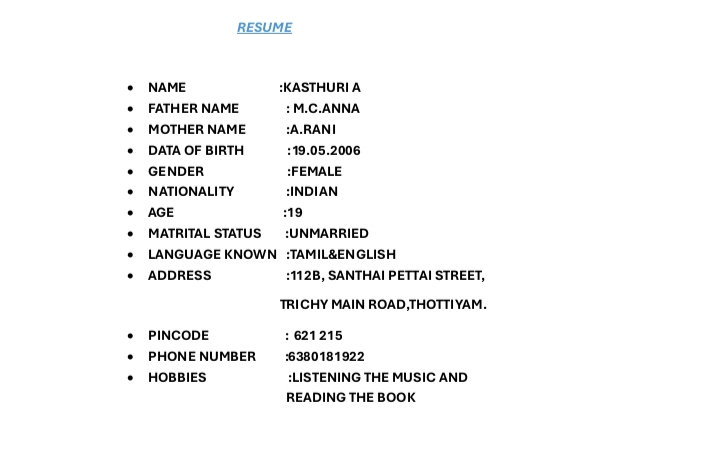 RESUME
• NAME :KASTHURI A
• FATHER NAME : M.C.ANNA
• MOTHER NAME :A.RANI
• DATA OF BIRTH :19.05.2006
• GENDER :FEMALE
• NATIONALITY :INDIAN
• AGE :19
• MATRITAL STATUS :UNMARRIED
• LANGUAGE KNOWN :TAMIL&ENGLISH
• ADDRESS :112B, SANTHAI PETTAI STREET,
TRICHY MAIN ROAD,THOTTIYAM.
• PINCODE : 621 215
• PHONE NUMBER :6380181922
• HOBBIES :LISTENING THE MUSIC AND
READING THE BOOK